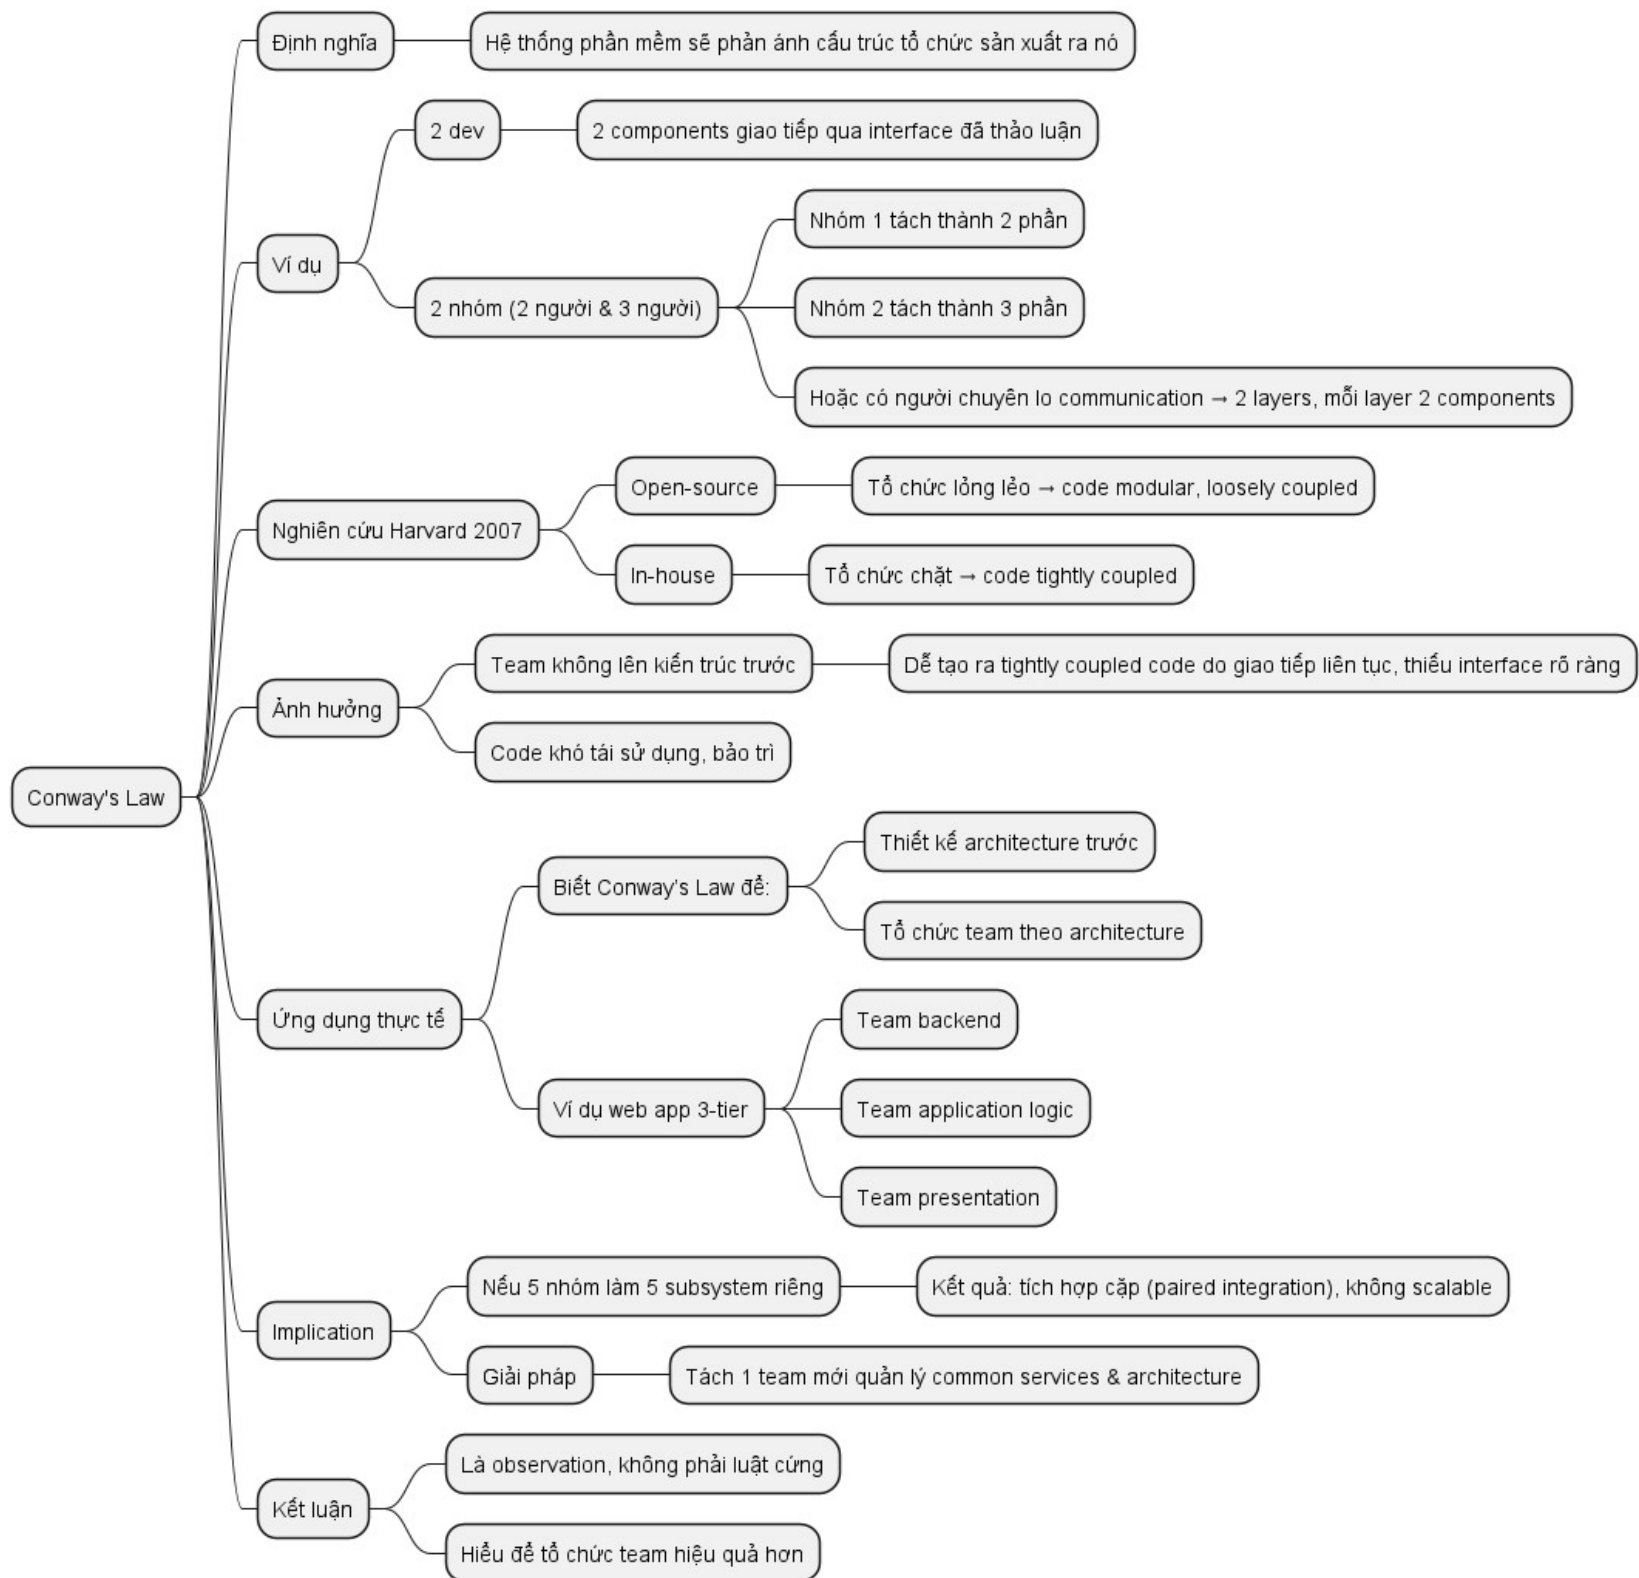 Conway's Law
Định nghĩa
Hệ thống phần mềm sẽ phản ánh cấu trúc tổ chức sản xuất ra nó
Ví dụ
2 dev
2 components giao tiếp qua interface đã thảo luận
2 nhóm (2 người & 3 người)
Nhóm 1 tách thành 2 phần
Nhóm 2 tách thành 3 phần
Hoặc có người chuyên lo communication → 2 layers, mỗi layer 2 components
Nghiên cứu Harvard 2007
Open-source
Tổ chức lỏng lẻo → code modular, loosely coupled
In-house
Tổ chức chặt → code tightly coupled
Ảnh hưởng
Team không lên kiến trúc trước
Dễ tạo ra tightly coupled code do giao tiếp liên tục, thiếu interface rõ ràng
Code khó tái sử dụng, bảo trì
Ứng dụng thực tế
Biết Conway's Law để:
Thiết kế architecture trước
Tổ chức team theo architecture
Ví dụ web app 3-tier
Team backend
Team application logic
Team presentation
Implication
Nếu 5 nhóm làm 5 subsystem riêng
Kết quả: tích hợp cặp (paired integration), không scalable
Giải pháp
Tách 1 team mới quản lý common services & architecture
Kết luận
Là observation, không phải luật cứng
Hiểu để tổ chức team hiệu quả hơn